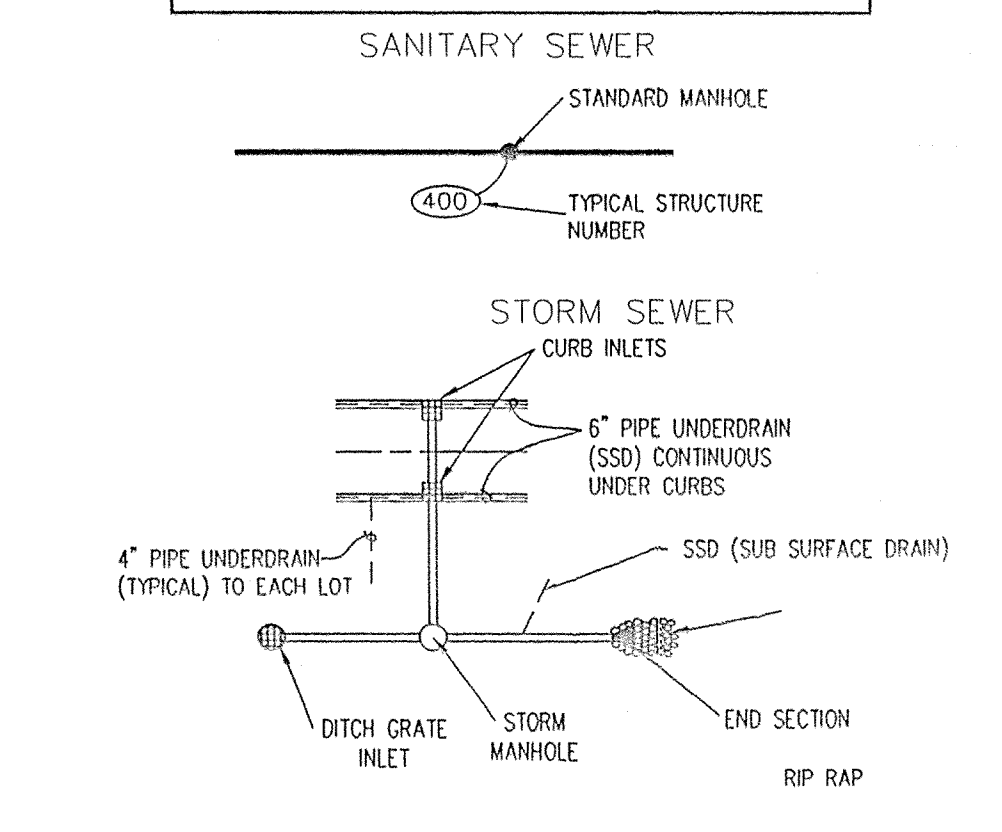 SANITARY SEWER
STANDARD MANHOLE
400
TYPICAL STRUCTURE
NUMBER
STORM SEWER
CURB INLETS
6" PIPE UNDERDRAIN
(SSD) CONTINUOUS
UNDER CURBS
4" PIPE UNDERDRAIN
(TYPICAL) TO EACH LOT
SSD (SUB SURFACE DRAIN)
DITCH GRATE
INLET
STORM
MANHOLE
END SECTION
RIP RAP